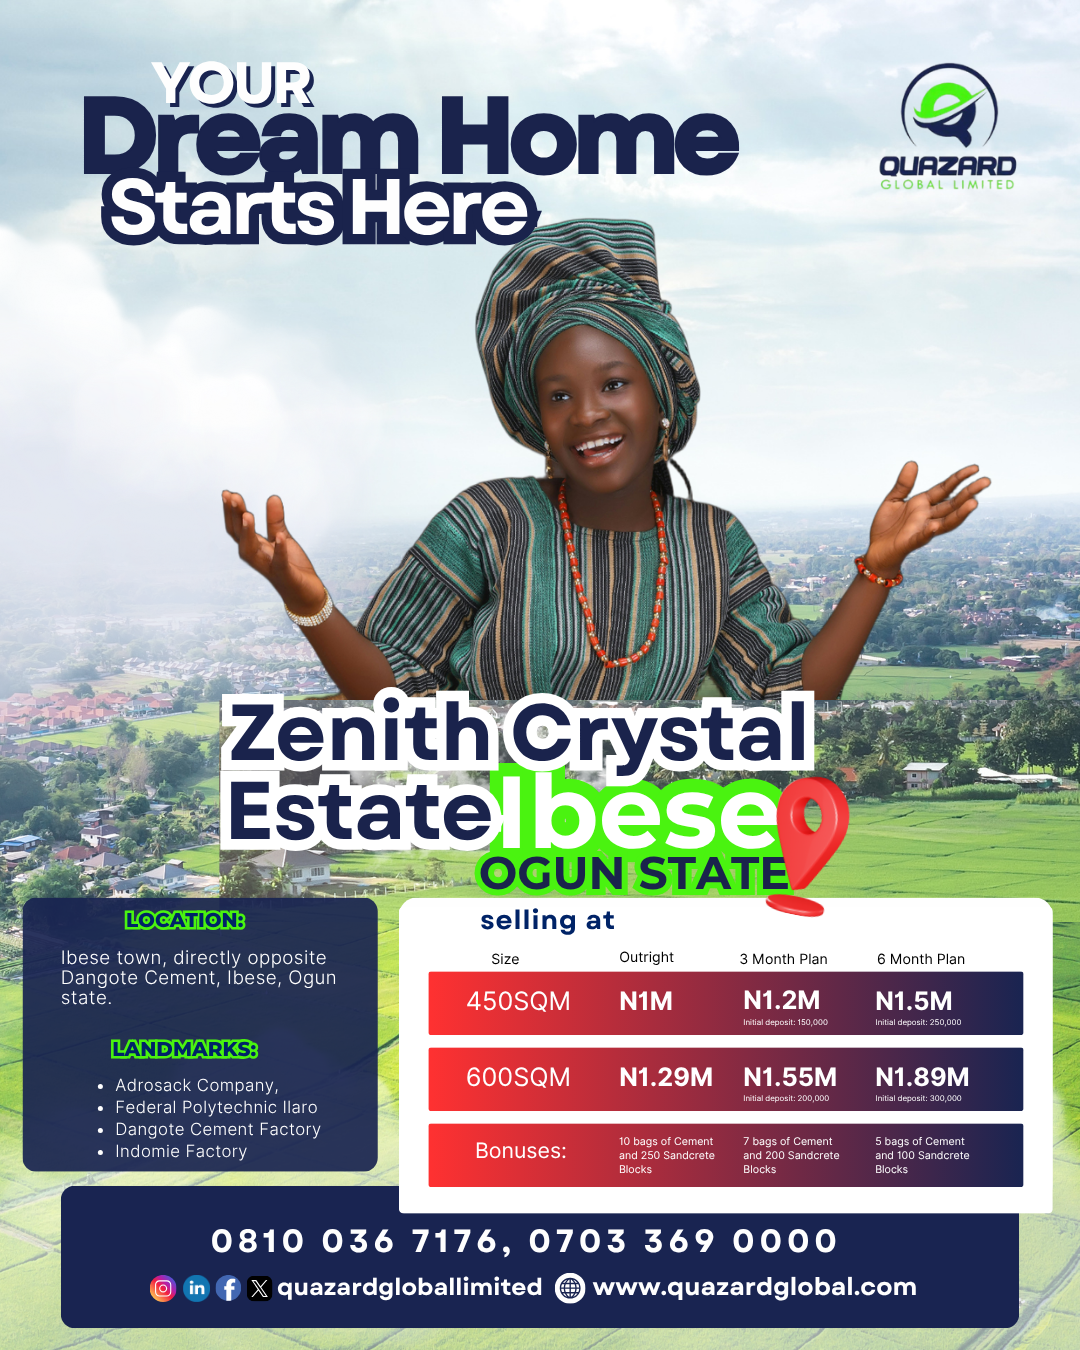 YOUR
Dream Home
Starts Here
QUAZARD
GLOBAL LIMITED
Zenith Crystal
Estate Ibese
OGUN STATE
LOCATION:
Ibese town, directly opposite
Dangote Cement, Ibese, Ogun
state.
LANDMARKS:
• Adrosack Company,
• Federal Polytechnic Ilaro
• Dangote Cement Factory
• Indomie Factory
selling at
Size Outright 3 Month Plan 6 Month Plan
450SQM N1M N1.2M N1.5M
Initial deposit: 150,000 Initial deposit: 250,000
600SQM N1.29M N1.55M N1.89M
Initial deposit: 200,000 Initial deposit: 300,000
Bonuses:
10 bags of Cement
and 250 Sandcrete
Blocks
7 bags of Cement
and 200 Sandcrete
Blocks
5 bags of Cement
and 100 Sandcrete
Blocks
0810 036 7176, 0703 369 0000
quazardgloballimited www.quazardglobal.com